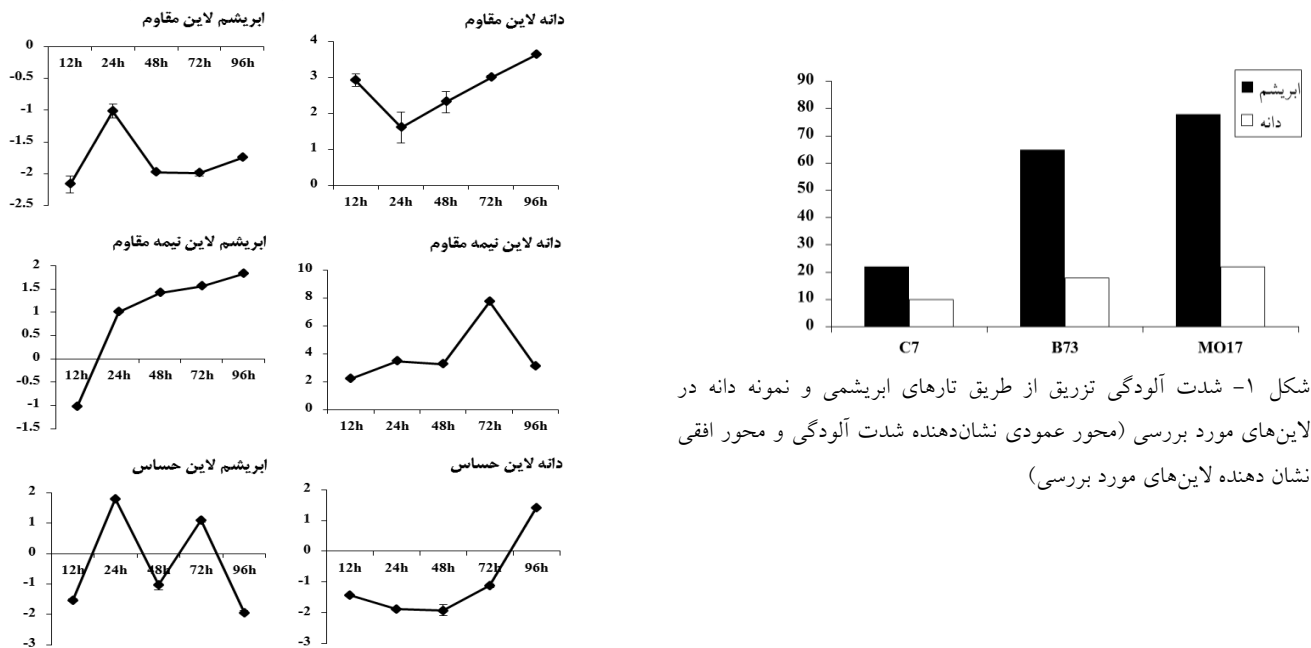 ابریشم لاین مقاوم
0
-0.5
-1
-1.5
-2
-2.5
12h 24h 48h 72h 96h
دانه لاین مقاوم
4
3
2
1
0
12h 24h 48h 72h 96h
ابریشم لاین نیمه مقاوم
2
1.5
1
0.5
0
-0.5
-1
-1.5
12h 24h 48h 72h 96h
دانه لاین نیمه مقاوم
10
8
6
4
2
0
12h 24h 48h 72h 96h
ابریشم لاین حساس
2
1
0
-1
-2
-3
12h 24h 48h 72h 96h
دانه لاین حساس
2
1
0
-1
-2
-3
12h 24h 48h 72h 96h
90
80
70
60
50
40
30
20
10
0
ابریشم
دانه
C7 B73 MO17
شکل ۱- شدت آلودگی تزریق از طریق تارهای ابریشمی و نمونه دانه در
لاین‌های مورد بررسی (محور عمودی نشان‌دهنده شدت آلودگی و محور افقی
نشان دهنده لاین‌های مورد بررسی)